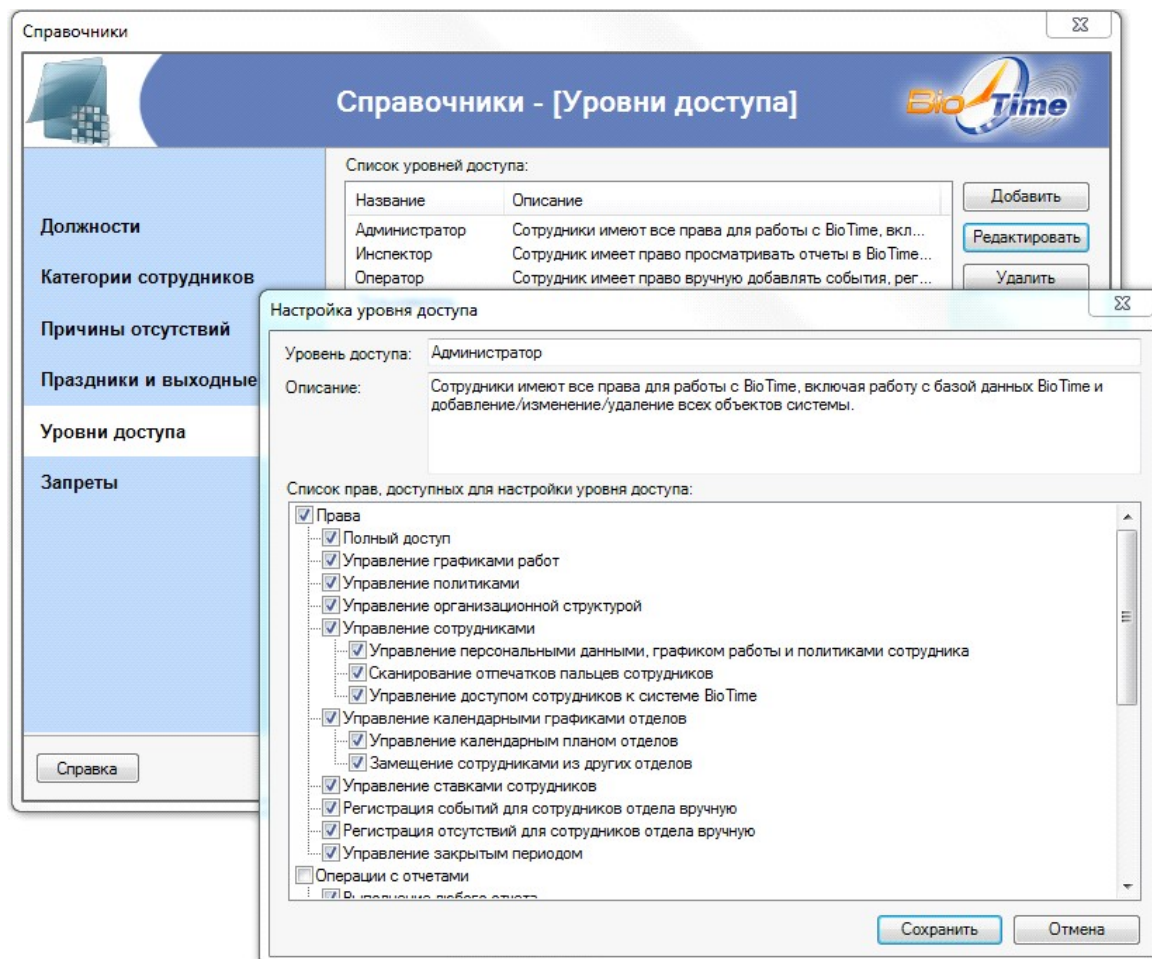 Справочники
Справочники - [Уровни доступа]
BioTime
Список уровней доступа:
Название Описание
Администратор Сотрудники имеют все права для работы с BioTime, вкл...
Инспектор Сотрудник имеет право просматривать отчеты в BioTime...
Оператор Сотрудник имеет право вручную добавлять события, рег...
Добавить
Редактировать
Удалить
Должности
Категории сотрудников
Причины отсутствий
Праздники и выходные
Уровни доступа
Запреты
Справка
Настройка уровня доступа
Уровень доступа: Администратор
Описание: Сотрудники имеют все права для работы с BioTime, включая работу с базой данных BioTime и
добавление/изменение/удаление всех объектов системы.
Список прав, доступных для настройки уровня доступа:
Права
Полный доступ
Управление графиками работ
Управление политиками
Управление организационной структурой
Управление сотрудниками
Управление персональными данными, графиком работы и политиками сотрудника
Сканирование отпечатков пальцев сотрудников
Управление доступом сотрудников к системе BioTime
Управление календарными графиками отделов
Управление календарным планом отделов
Замещение сотрудниками из других отделов
Управление ставками сотрудников
Регистрация событий для сотрудников отдела вручную
Регистрация отсутствий для сотрудников отдела вручную
Управление закрытым периодом
Операции с отчетами
Выполнение любого отчета
Сохранить
Отмена